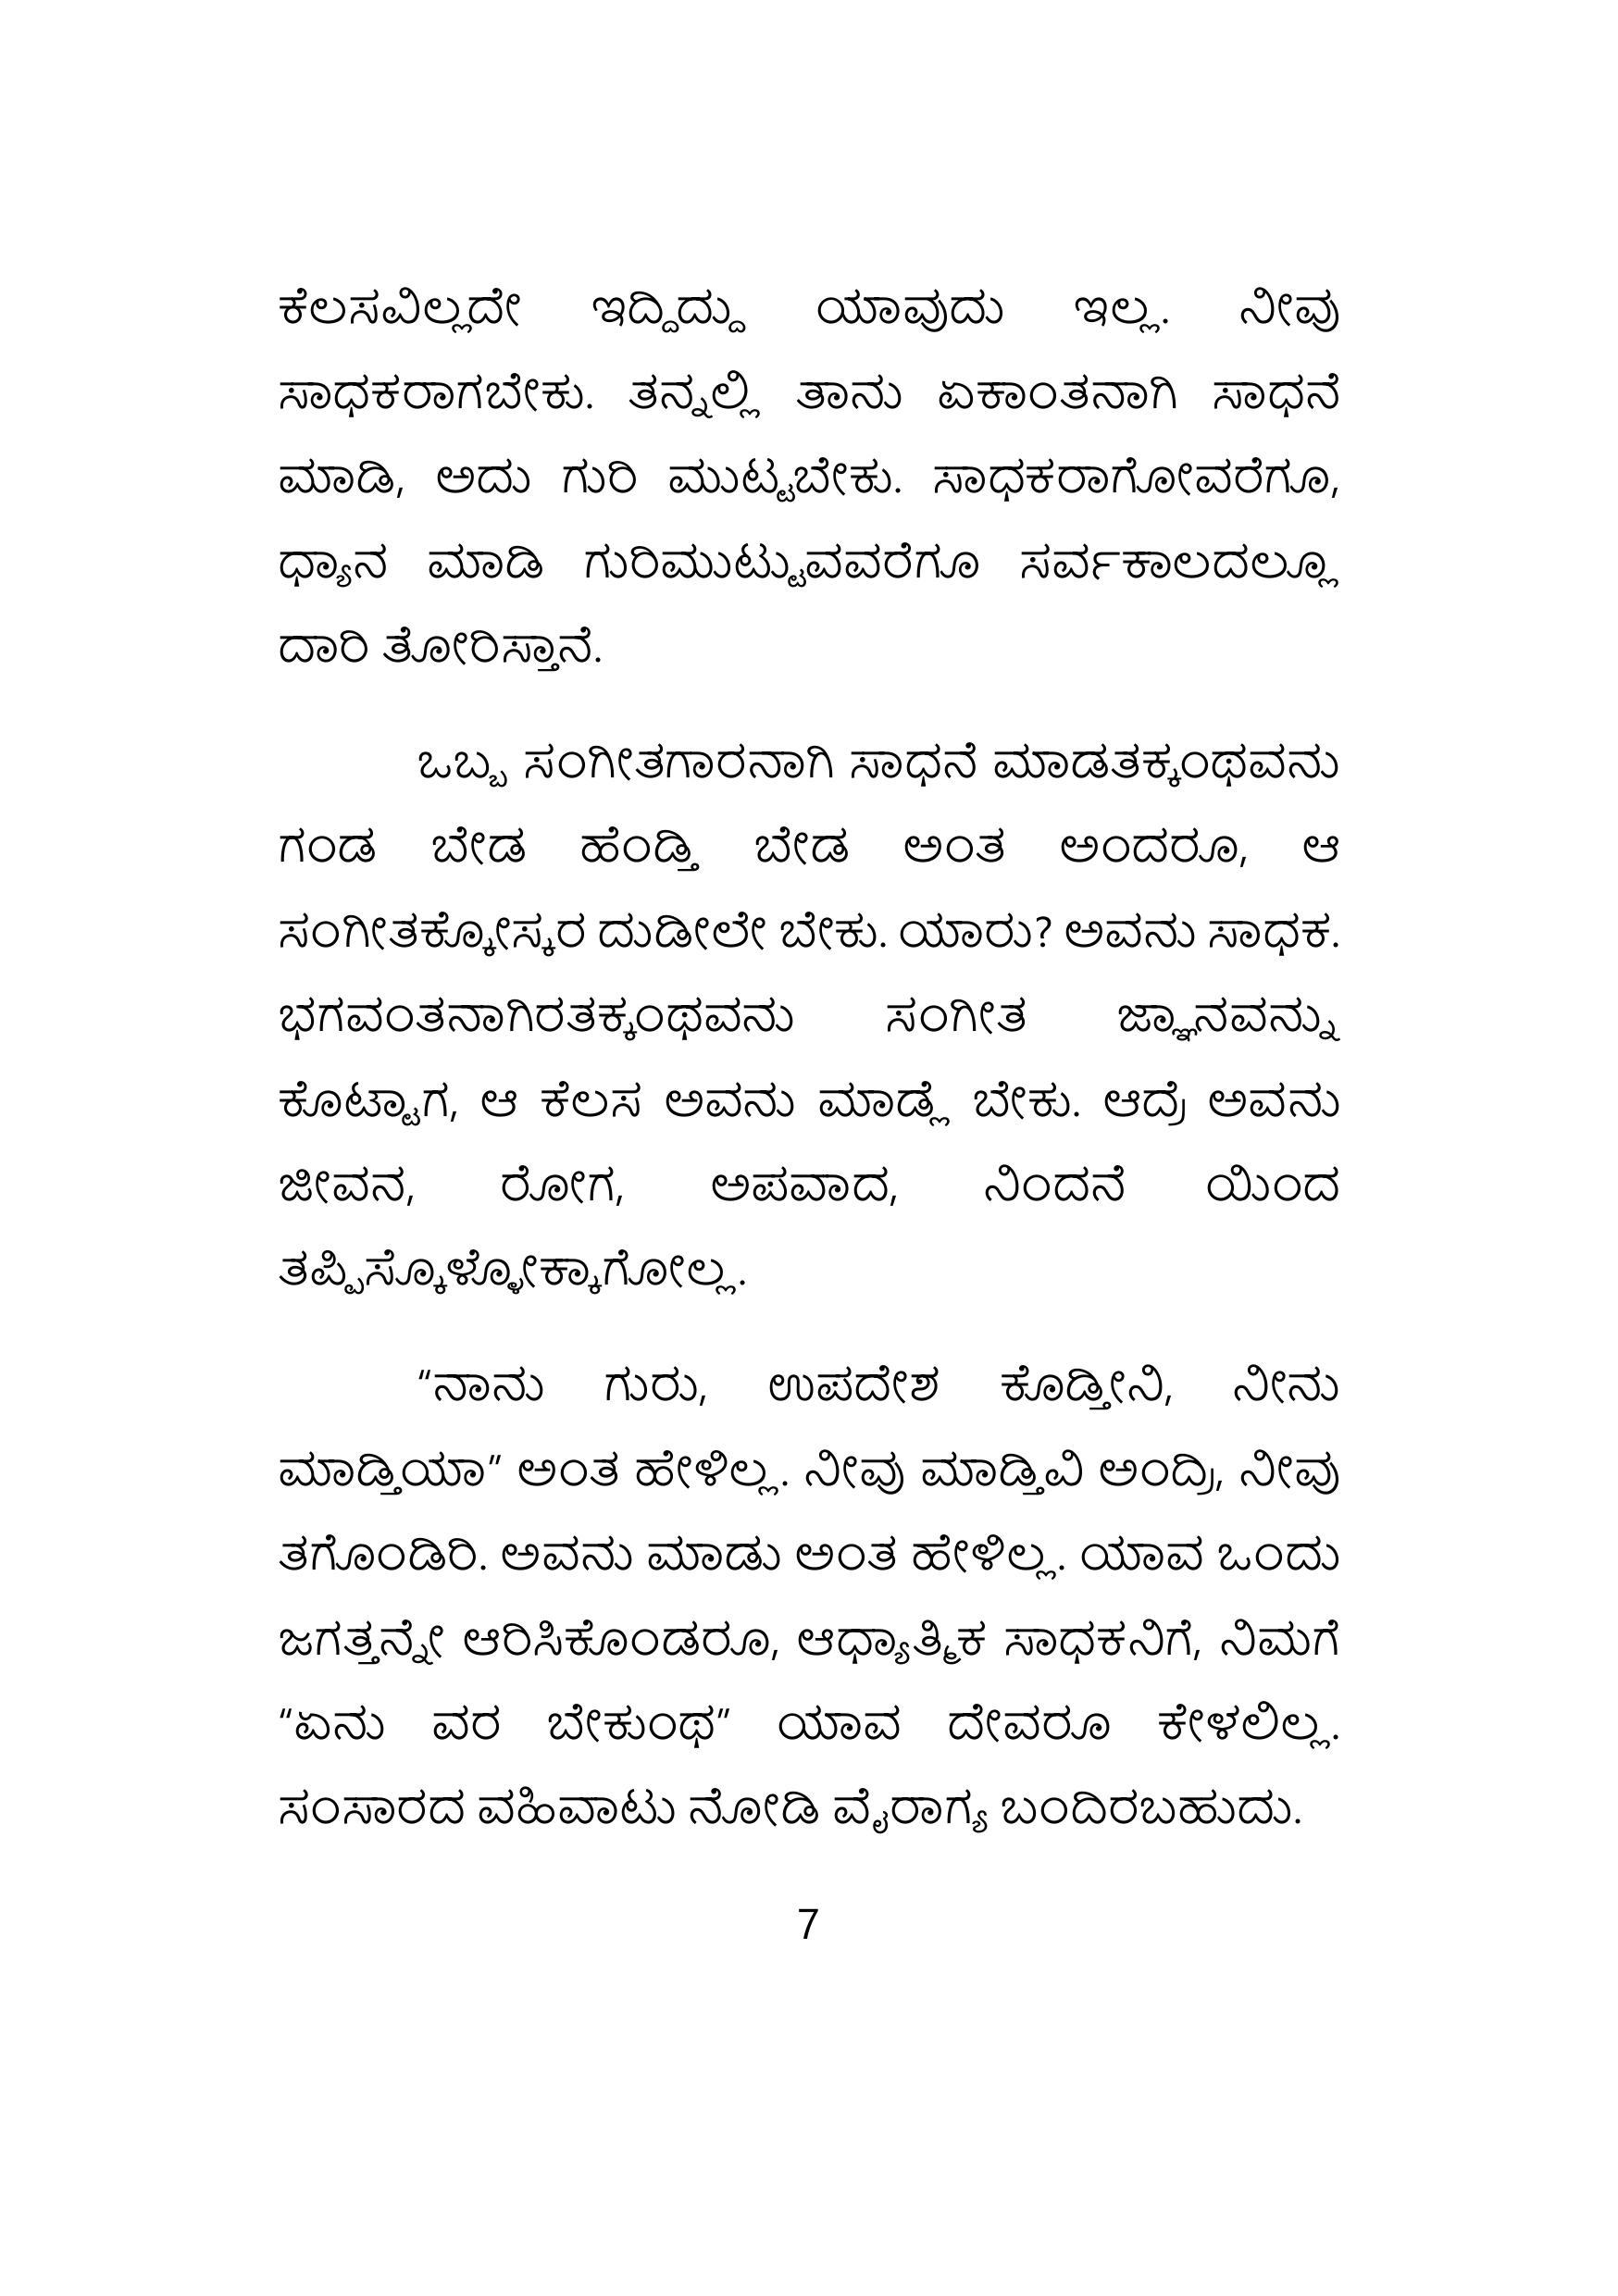 ಕೆಲಸವಿಲ್ಲದೇ ಇದ್ದಿದ್ದು ಯಾವುದು ಇಲ್ಲ. ನೀವು
ಸಾಧಕರಾಗಬೇಕು. ತನ್ನಲ್ಲಿ ತಾನು ಏಕಾಂತನಾಗಿ ಸಾಧನೆ
ಮಾಡಿ, ಅದು ಗುರಿ ಮುಟ್ಟಬೇಕು. ಸಾಧಕರಾಗೋವರೆಗೂ,
ಧ್ಯಾನ ಮಾಡಿ ಗುರಿಮುಟ್ಟುವವರೆಗೂ ಸರ್ವಕಾಲದಲ್ಲೂ
ದಾರಿ ತೋರಿಸ್ತಾನೆ.
ಒಬ್ಬ ಸಂಗೀತಗಾರನಾಗಿ ಸಾಧನೆ ಮಾಡತಕ್ಕಂಥವನು
ಗಂಡ ಬೇಡ ಹೆಂಡ್ತಿ ಬೇಡ ಅಂತ ಅಂದರೂ, ಆ
ಸಂಗೀತಕ್ಕೋಸ್ಕರ ದುಡೀಲೇ ಬೇಕು. ಯಾರು? ಅವನು ಸಾಧಕ.
ಭಗವಂತನಾಗಿರತಕ್ಕಂಥವನು ಸಂಗೀತ ಜ್ಞಾನವನ್ನು
ಕೊಟ್ಟಾಗ, ಆ ಕೆಲಸ ಅವನು ಮಾಡ್ಲೆ ಬೇಕು. ಆದ್ರೆ ಅವನು
ಜೀವನ, ರೋಗ, ಅಪವಾದ, ನಿಂದನೆ ಯಿಂದ
ತಪ್ಪಿಸ್ಕೊಳ್ಳೋಕ್ಕಾಗೋಲ್ಲ.
“ನಾನು ಗುರು, ಉಪದೇಶ ಕೊಡ್ತೀನಿ, ನೀನು
ಮಾಡ್ತಿಯಾ” ಅಂತ ಹೇಳಿಲ್ಲ. ನೀವು ಮಾಡ್ತಿವಿ ಅಂದ್ರಿ, ನೀವು
ತಗೊಂಡಿರಿ. ಅವನು ಮಾಡು ಅಂತ ಹೇಳಿಲ್ಲ. ಯಾವ ಒಂದು
ಜಗತ್ತನ್ನೇ ಆರಿಸಿಕೊಂಡರೂ, ಆಧ್ಯಾತ್ಮಿಕ ಸಾಧಕನಿಗೆ, ನಿಮಗೆ
“ಏನು ವರ ಬೇಕುಂಥ” ಯಾವ ದೇವರೂ ಕೇಳಲಿಲ್ಲ.
ಸಂಸಾರದ ವಹಿವಾಟು ನೋಡಿ ವೈರಾಗ್ಯ ಬಂದಿರಬಹುದು.
7